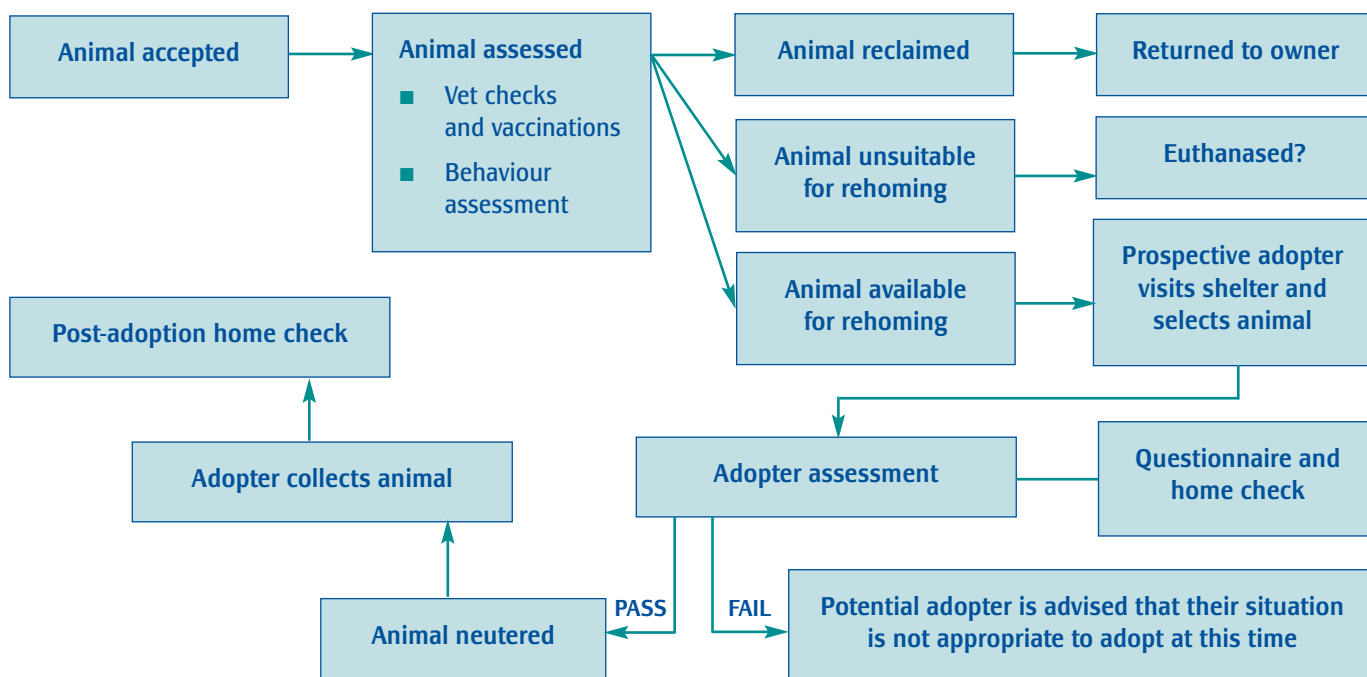 Animal accepted
Animal assessed
■ Vet checks
and vaccinations
■ Behaviour
assessment
Animal reclaimed
Returned to owner
Animal unsuitable
for rehoming
Euthanased?
Animal available
for rehoming
Prospective adopter
visits shelter and
selects animal
Adopter assessment
Questionnaire and
home check
PASS
FAIL
Potential adopter is advised that their situation
is not appropriate to adopt at this time
Animal neutered
Adopter collects animal
Post-adoption home check